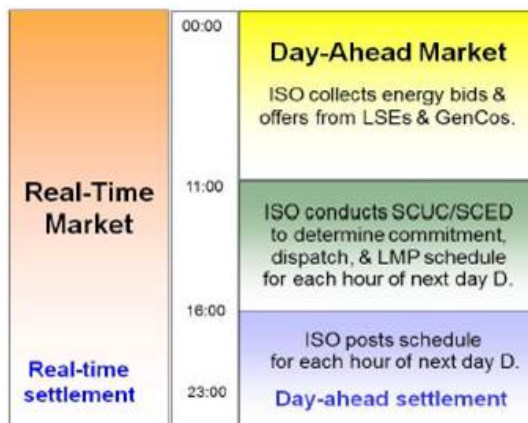 Real-Time
Market
Real-time
settlement
00:00
11:00
16:00
23:00
Day-Ahead Market
ISO collects energy bids &
offers from LSEs & GenCos.
ISO conducts SCUC/SCED
to determine commitment,
dispatch, & LMP schedule
for each hour of next day D.
ISO posts schedule
for each hour of next day D.
Day-ahead settlement